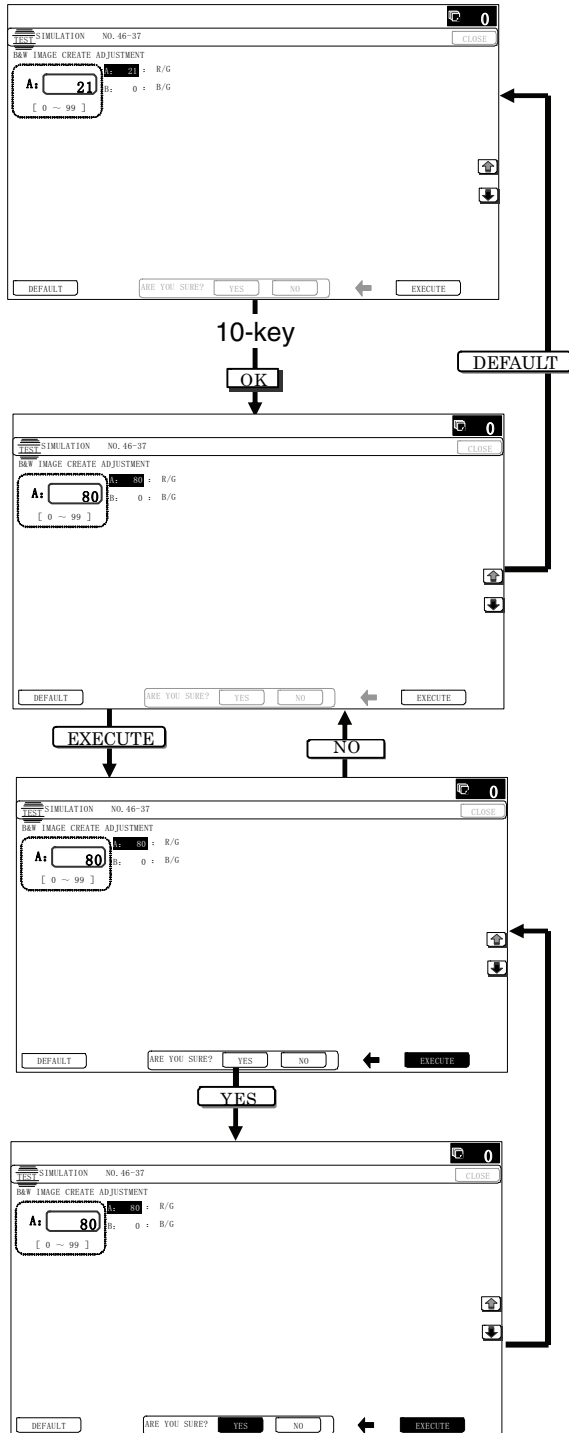 0
TEST SIMULATION NO. 46-37 CLOSE
B&W IMAGE CREATE ADJUSTMENT
A: 21 A: 21 : R/G
B: 0 : B/G
[ 0 ~ 99 ]
DEFAULT ARE YOU SURE? YES NO EXECUTE
10-key
OK
DEFAULT
0
TEST SIMULATION NO. 46-37 CLOSE
B&W IMAGE CREATE ADJUSTMENT
A: 80 A: 80 : R/G
B: 0 : B/G
[ 0 ~ 99 ]
DEFAULT ARE YOU SURE? YES NO EXECUTE
EXECUTE
NO
0
TEST SIMULATION NO. 46-37 CLOSE
B&W IMAGE CREATE ADJUSTMENT
A: 80 A: 80 : R/G
B: 0 : B/G
[ 0 ~ 99 ]
DEFAULT ARE YOU SURE? YES NO EXECUTE
YES
0
TEST SIMULATION NO. 46-37 CLOSE
B&W IMAGE CREATE ADJUSTMENT
A: 80 A: 80 : R/G
B: 0 : B/G
[ 0 ~ 99 ]
DEFAULT ARE YOU SURE? YES NO EXECUTE